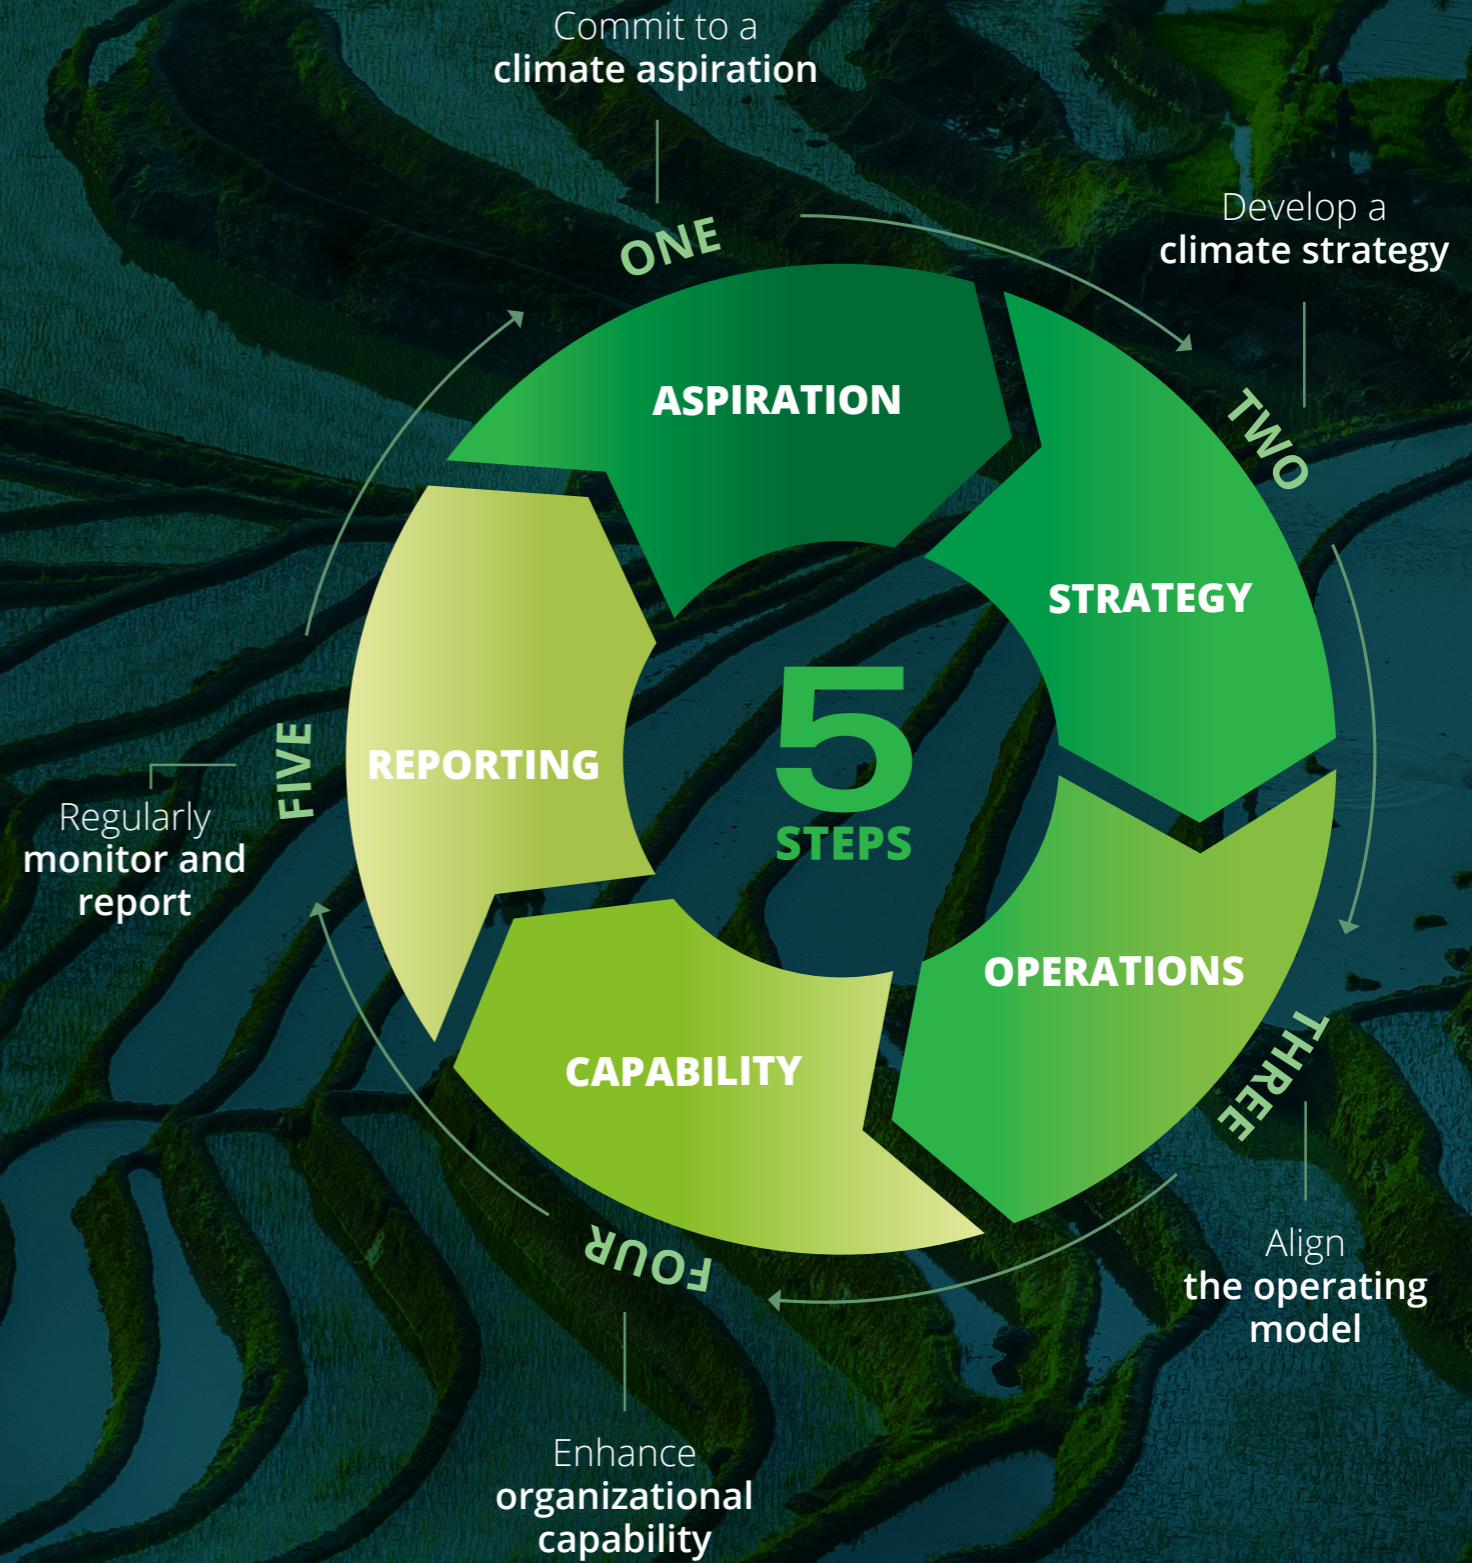 Commit to a
climate aspiration
ONE
ASPIRATION
Develop a
climate strategy
TWO
STRATEGY
Align
the operating
model
THREE
OPERATIONS
Enhance
organizational
capability
FOUR
CAPABILITY
Regularly
monitor and
report
FIVE
REPORTING
5
STEPS